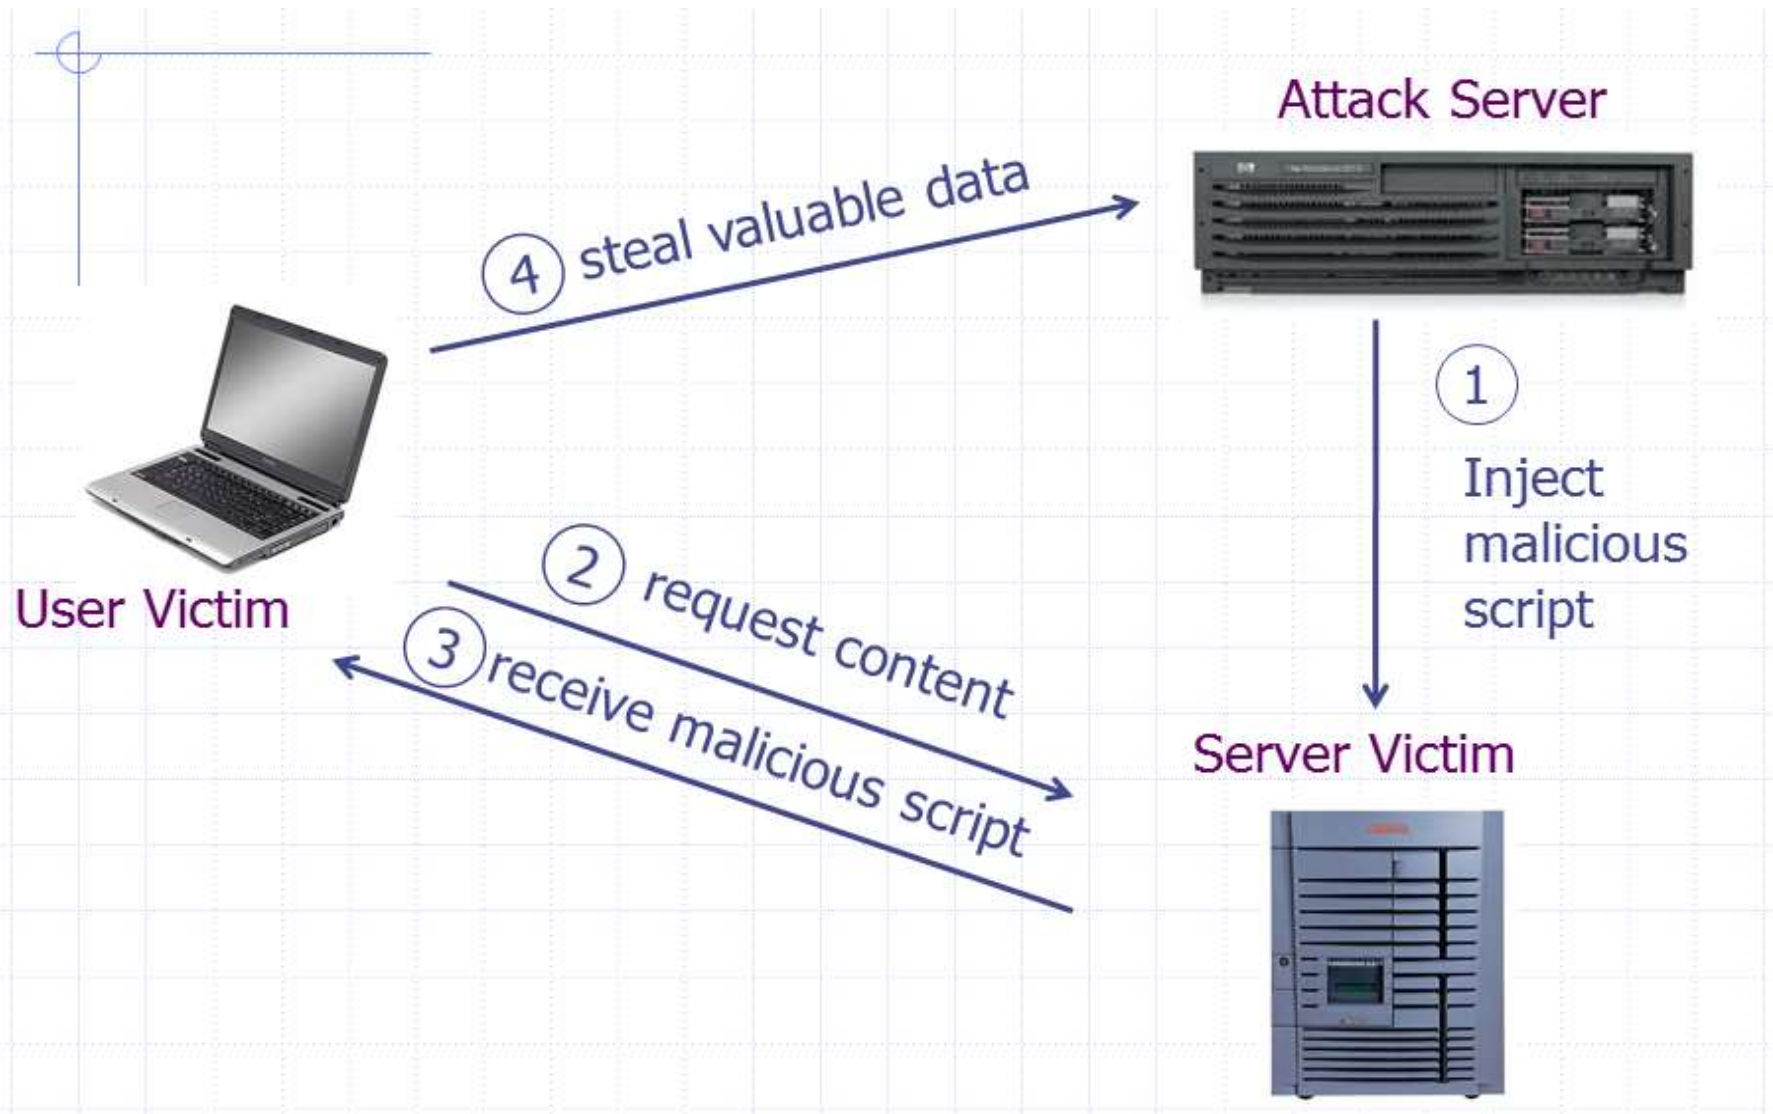 Attack Server
4 steal valuable data
1
Inject
malicious
script
User Victim
2 request content
3 receive malicious script
Server Victim